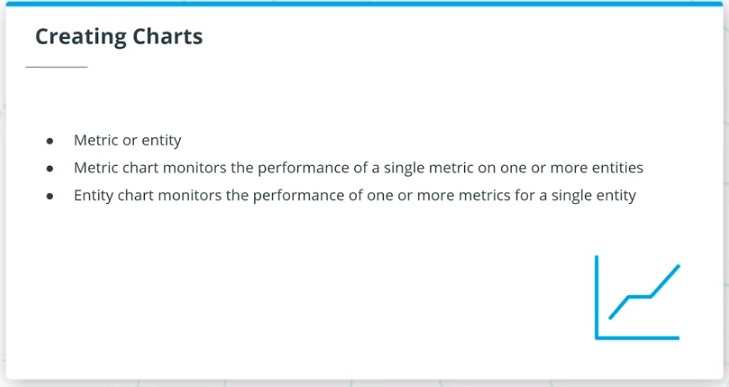 Creating Charts
● Metric or entity
● Metric chart monitors the performance of a single metric on one or more entities
● Entity chart monitors the performance of one or more metrics for a single entity